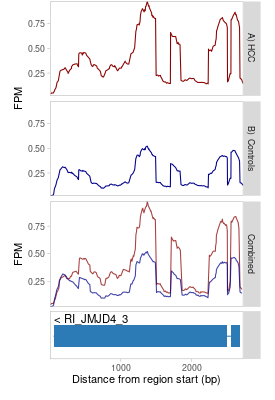 0.75
0.50
0.25
FPM
A) HCC
0.75
0.50
0.25
B) Controls
0.75
0.50
0.25
FPM
Combined
< RI_JMJD4_3
1000
2000
Distance from region start (bp)